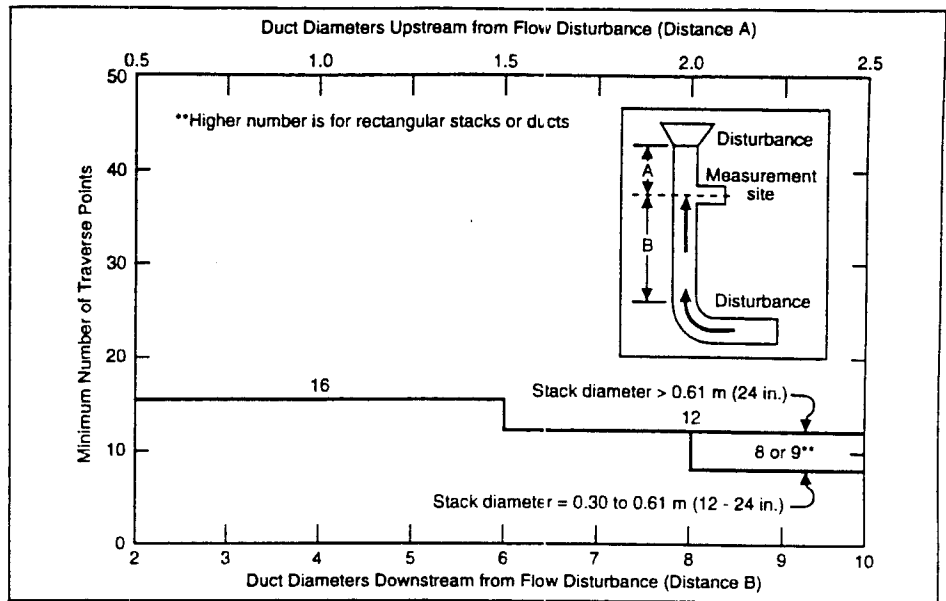 Duct Diameters Upstream from Flow Disturbance (Distance A)
0.5 1.0 1.5 2.0 2.5
50
40
30
20
10
0
Minimum Number of Traverse Points
**Higher number is for rectangular stacks or ducts
Disturbance
A
Measurement
site
B
Disturbance
16
Stack diameter > 0.61 m (24 in.)
12
8 or 9**
Stack diameter = 0.30 to 0.61 m (12 - 24 in.)
2 3 4 5 6 7 8 9 10
Duct Diameters Downstream from Flow Disturbance (Distance B)